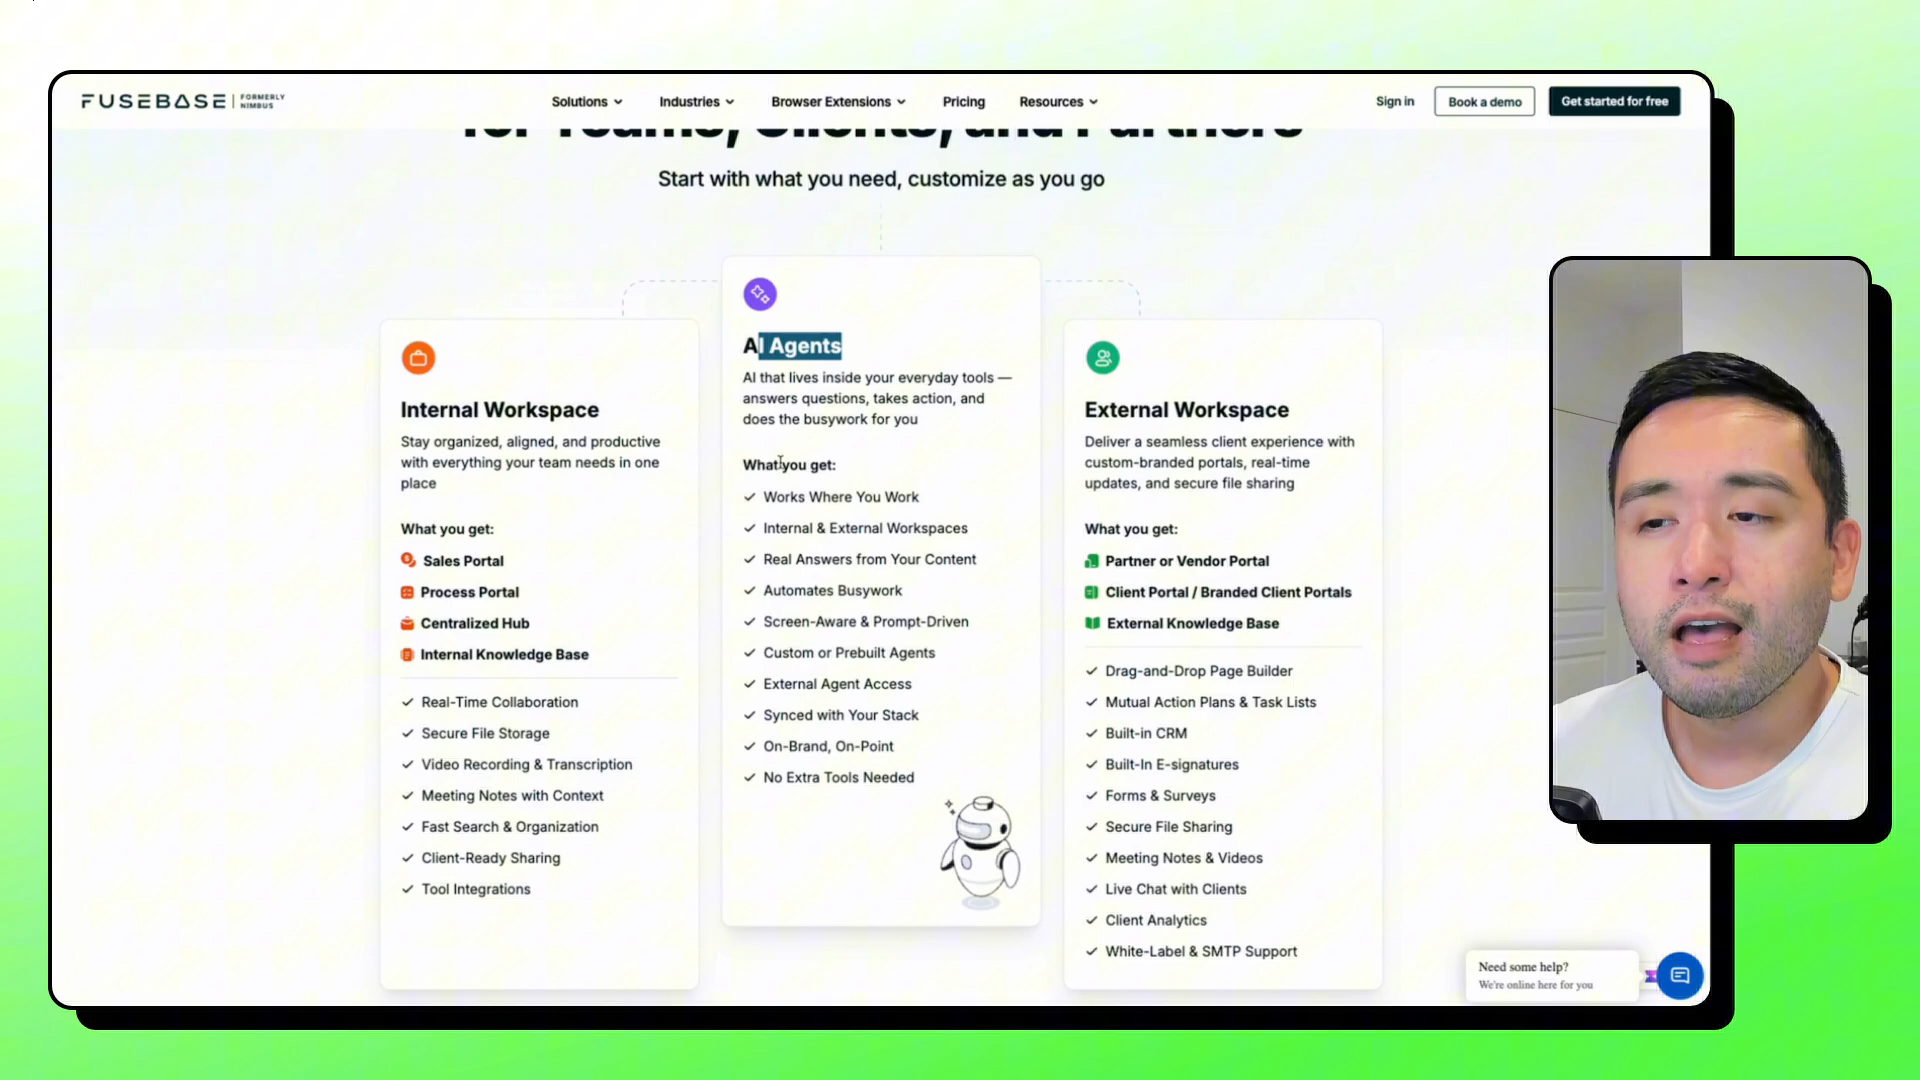 FUSEBASE | FORMERLY NIMBUS
Solutions
Industries
Browser Extensions
Pricing
Resources
Sign in
Book a demo
Get started for free
for Teams, Clients, and Partners
Start with what you need, customize as you go
Internal Workspace
Stay organized, aligned, and productive
with everything your team needs in one
place
What you get:
Sales Portal
Process Portal
Centralized Hub
Internal Knowledge Base
Real-Time Collaboration
Secure File Storage
Video Recording & Transcription
Meeting Notes with Context
Fast Search & Organization
Client-Ready Sharing
Tool Integrations
AI Agents
AI that lives inside your everyday tools —
answers questions, takes action, and
does the busywork for you
What you get:
Works Where You Work
Internal & External Workspaces
Real Answers from Your Content
Automates Busywork
Screen-Aware & Prompt-Driven
Custom or Prebuilt Agents
External Agent Access
Synced with Your Stack
On-Brand, On-Point
No Extra Tools Needed
External Workspace
Deliver a seamless client experience with
custom-branded portals, real-time
updates, and secure file sharing
What you get:
Partner or Vendor Portal
Client Portal / Branded Client Portals
External Knowledge Base
Drag-and-Drop Page Builder
Mutual Action Plans & Task Lists
Built-in CRM
Built-In E-signatures
Forms & Surveys
Secure File Sharing
Meeting Notes & Videos
Live Chat with Clients
Client Analytics
White-Label & SMTP Support
Need some help?
We're online here for you